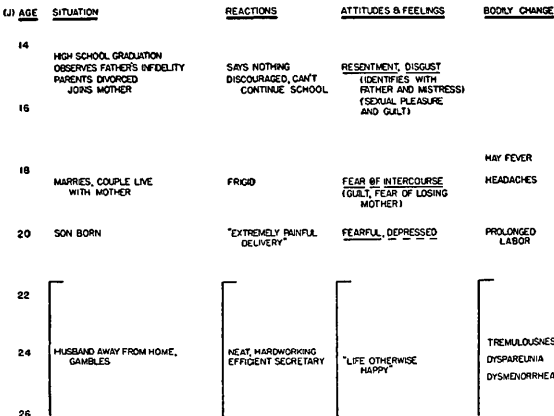 (J) AGE SITUATION REACTIONS ATTITUDES & FEELINGS BODILY CHANGE
14
HIGH SCHOOL GRADUATION
OBSERVES FATHER'S INFIDELITY SAYS NOTHING RESENTMENT, DISGUST
PARENTS DIVORCED DISCOURAGED, CAN'T (IDENTIFIES WITH
JOINS MOTHER CONTINUE SCHOOL FATHER AND MISTRESS)
16 (SEXUAL PLEASURE
AND GUILT)
HAY FEVER
18
MARRIES, COUPLE LIVE FRIGID FEAR OF INTERCOURSE HEADACHES
WITH MOTHER (GUILT, FEAR OF LOSING
MOTHER)
20 SON BORN "EXTREMELY PAINFUL FEARFUL, DEPRESSED PROLONGED
DELIVERY" LABOR
22
TREMULOUSNES
24 HUSBAND AWAY FROM HOME, NEAT, HARDWORKING "LIFE OTHERWISE DYSPAREUNIA
GAMBLES EFFICIENT SECRETARY HAPPY"
DYSMENORRHEA
26